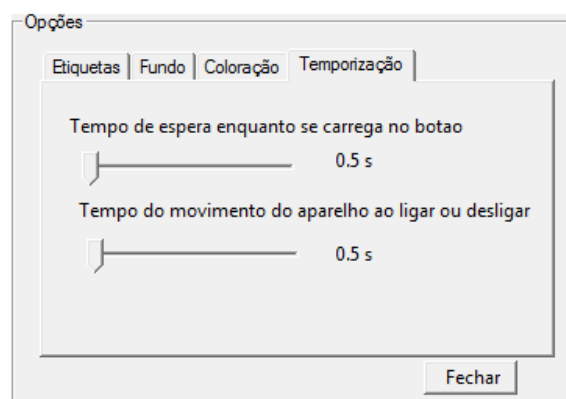 Opções
Etiquetas Fundo Coloração Temporização
Tempo de espera enquanto se carrega no botao
0.5 s
Tempo do movimento do aparelho ao ligar ou desligar
0.5 s
Fechar